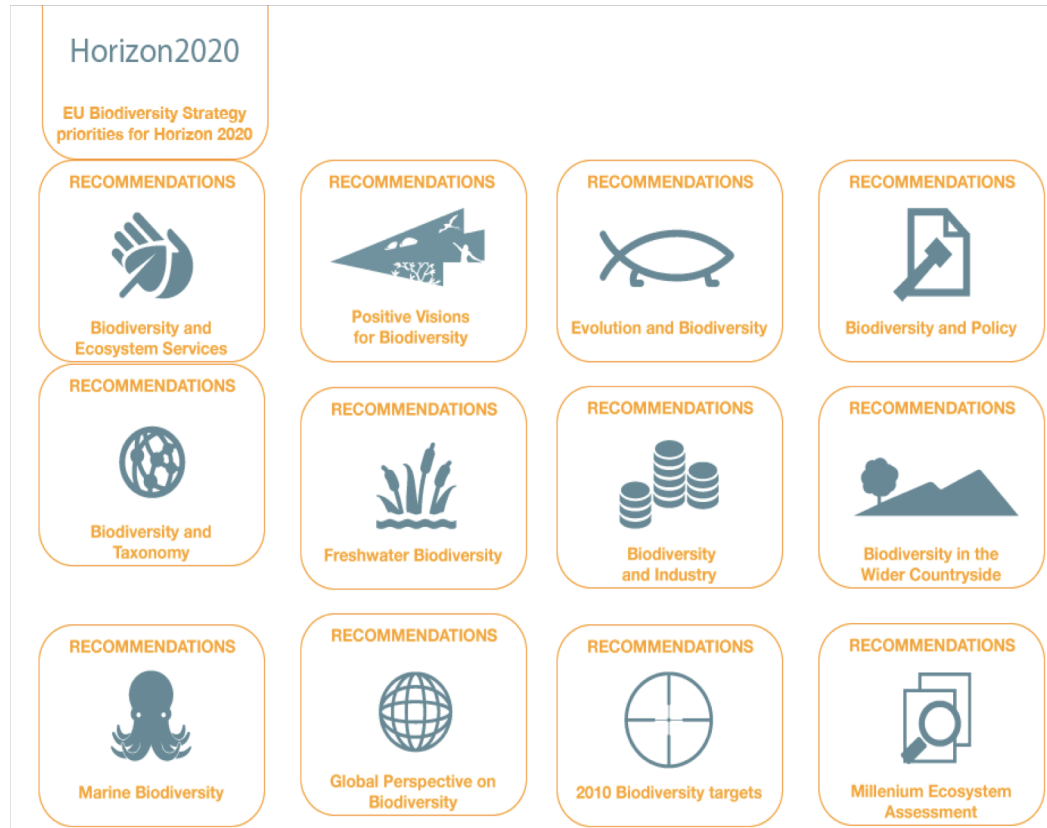 Horizon2020
EU Biodiversity Strategy
priorities for Horizon 2020
RECOMMENDATIONS
Biodiversity and
Ecosystem Services
RECOMMENDATIONS
Positive Visions
for Biodiversity
RECOMMENDATIONS
Evolution and Biodiversity
RECOMMENDATIONS
Biodiversity and Policy
RECOMMENDATIONS
Biodiversity and
Taxonomy
RECOMMENDATIONS
Freshwater Biodiversity
RECOMMENDATIONS
Biodiversity
and Industry
RECOMMENDATIONS
Biodiversity in the
Wider Countryside
RECOMMENDATIONS
Marine Biodiversity
RECOMMENDATIONS
Global Perspective on
Biodiversity
RECOMMENDATIONS
2010 Biodiversity targets
RECOMMENDATIONS
Millenium Ecosystem
Assessment